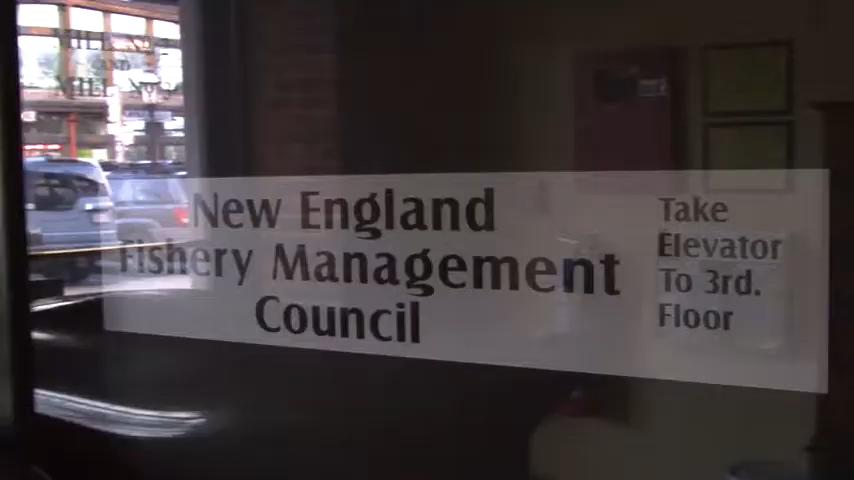 New England
Fishery Management
Council
Take
Elevator
To 3rd.
Floor